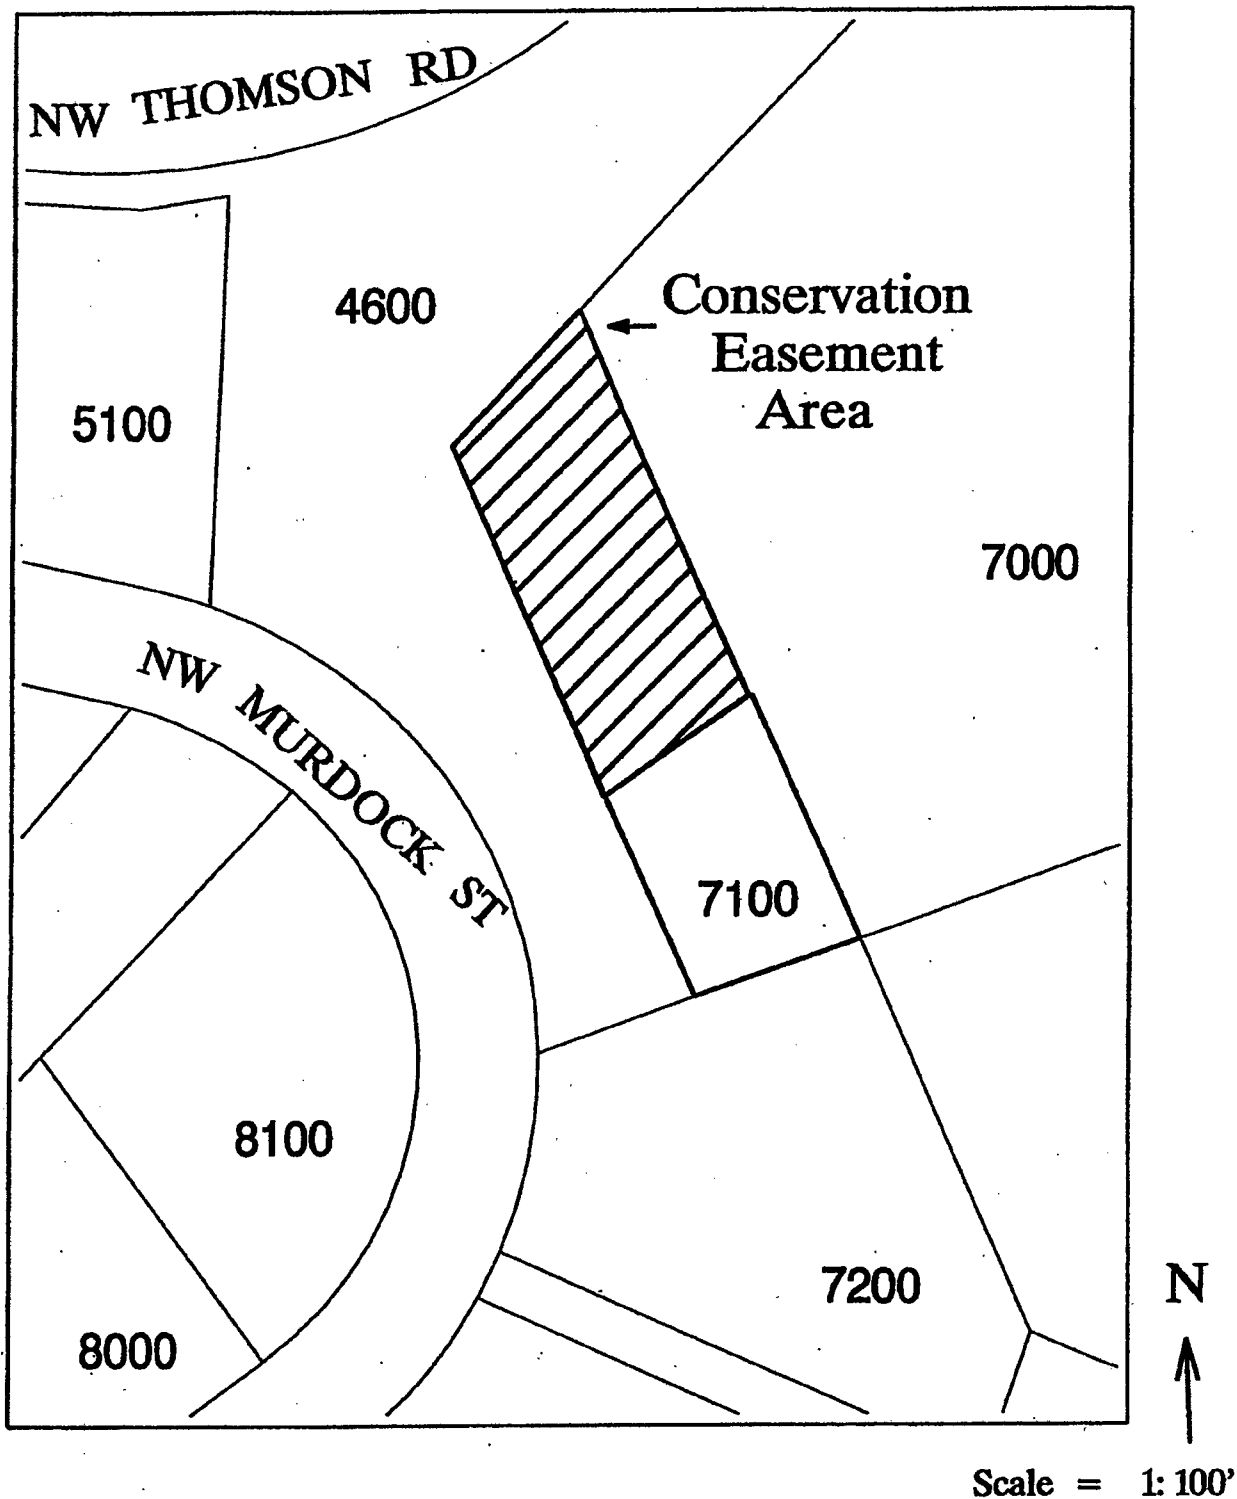 NW THOMSON RD
4600
Conservation
Easement
Area
5100
7000
NW MURDOCK ST
7100
8100
7200
8000
N
Scale = 1: 100'